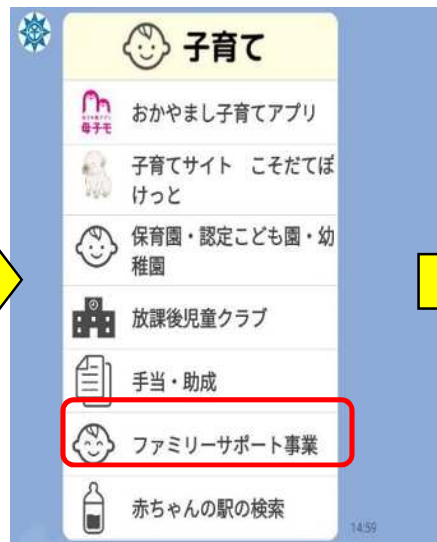 子育て
おかやまし子育てアプリ
母子モ
子育てサイト こそだてぽ
けっと
保育園・認定こども園・幼
稚園
放課後児童クラブ
手当・助成
ファミリーサポート事業
赤ちゃんの駅の検索
14:59